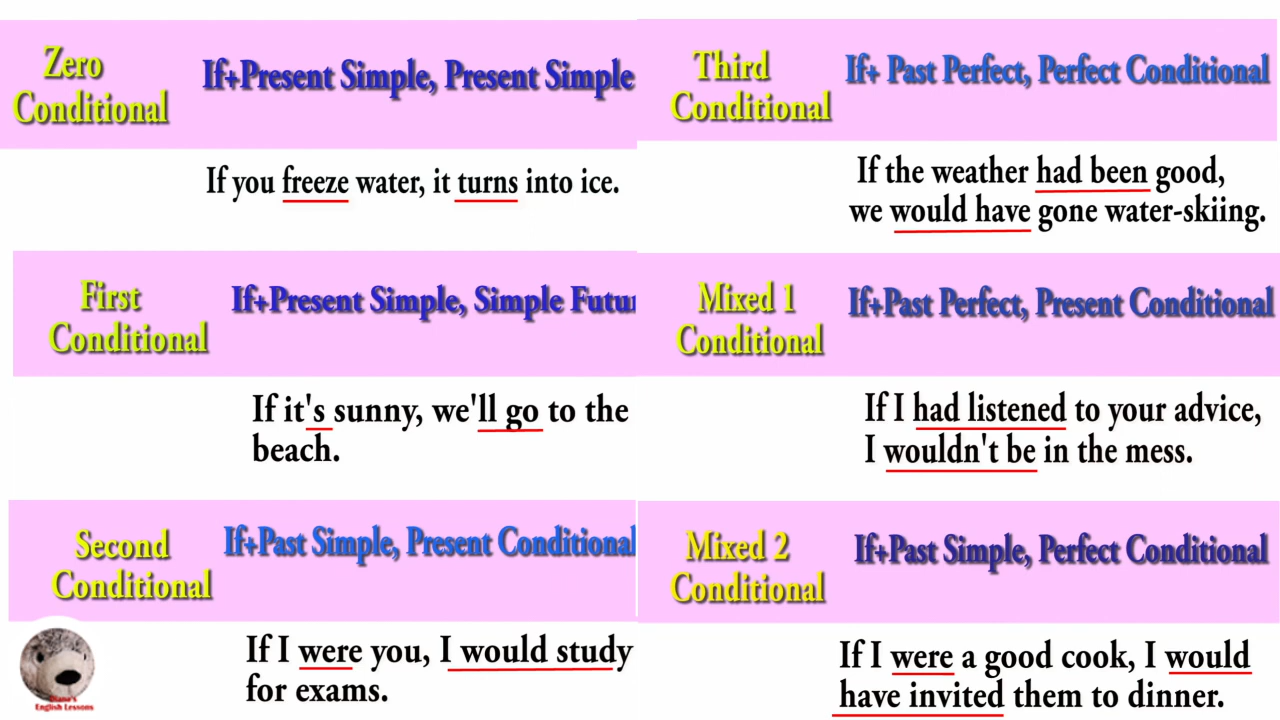 Zero
Conditional
If+Present Simple, Present Simple
If you freeze water, it turns into ice.
First
Conditional
If+Present Simple, Simple Futur
If it's sunny, we'll go to the
beach.
Second
Conditional
If+Past Simple, Present Conditional
If I were you, I would study
for exams.
English Lessons
Third
Conditional
If+ Past Perfect, Perfect Conditional
If the weather had been good,
we would have gone water-skiing.
Mixed 1
Conditional
If+Past Perfect, Present Conditional
If I had listened to your advice,
I wouldn't be in the mess.
Mixed 2
Conditional
If+Past Simple, Perfect Conditional
If I were a good cook, I would
have invited them to dinner.